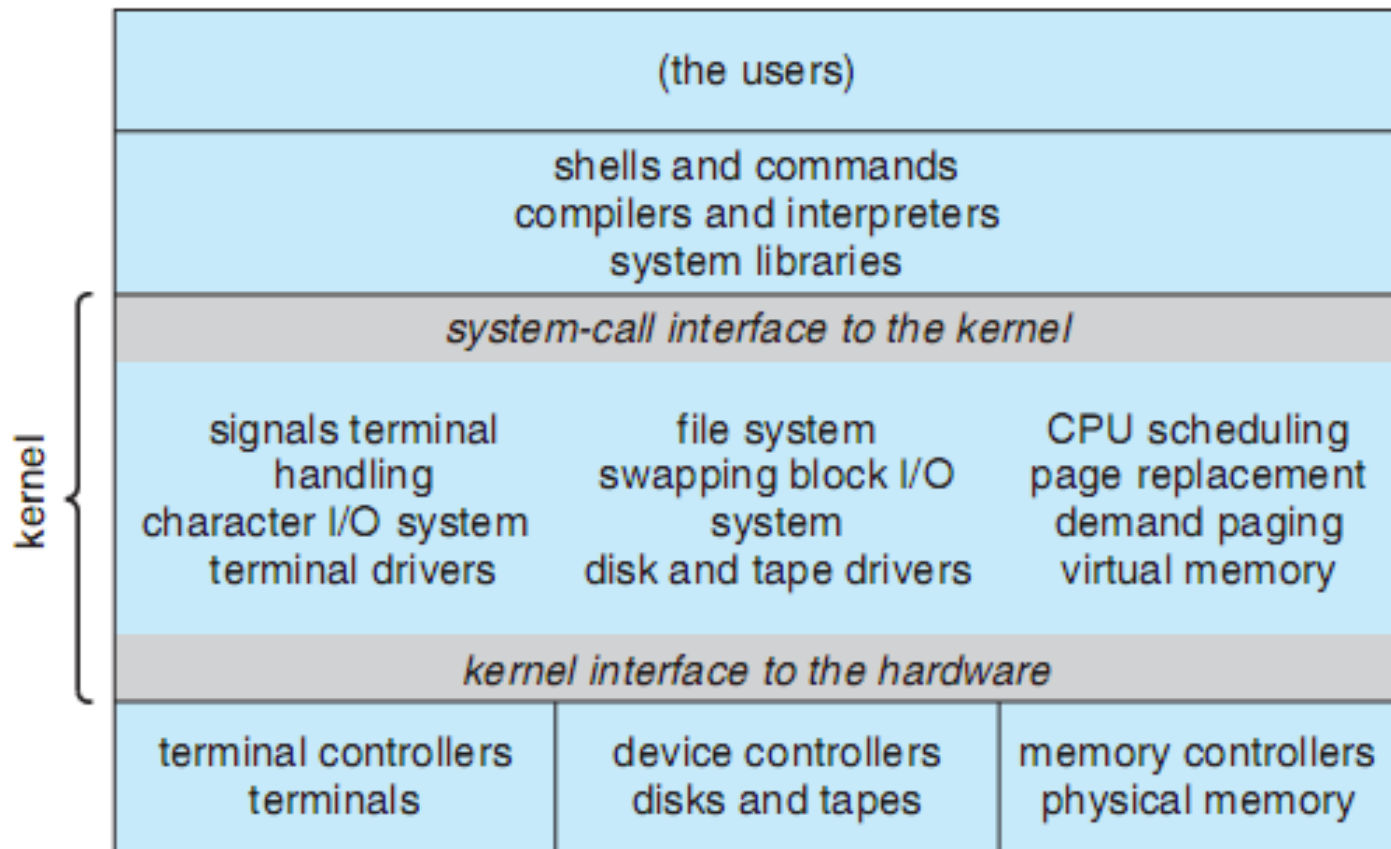 (the users)
shells and commands
compilers and interpreters
system libraries
kernel
system-call interface to the kernel
signals terminal
handling
character I/O system
terminal drivers
file system
swapping block I/O
system
disk and tape drivers
CPU scheduling
page replacement
demand paging
virtual memory
kernel interface to the hardware
terminal controllers
terminals
device controllers
disks and tapes
memory controllers
physical memory